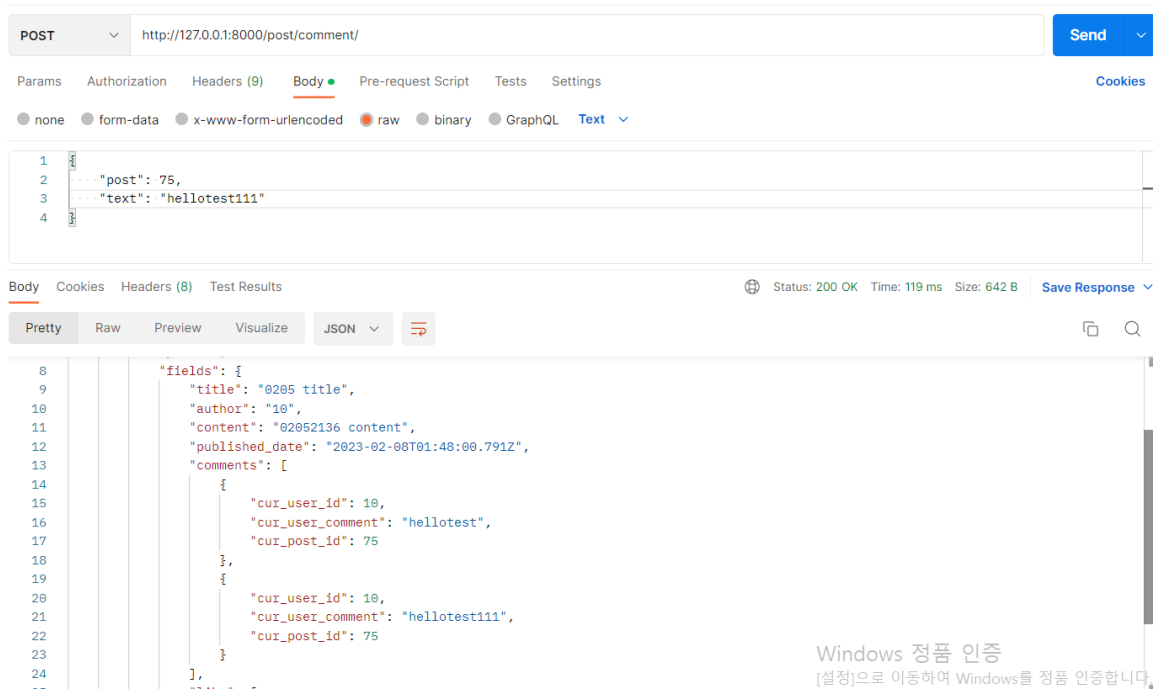 POST http://127.0.0.1:8000/post/comment/ Send
Params Authorization Headers (9) Body Pre-request Script Tests Settings Cookies
none form-data x-www-form-urlencoded raw binary GraphQL Text
1 {
2 "post": 75,
3 "text": "hellotest111"
4 }
Body Cookies Headers (8) Test Results Status: 200 OK Time: 119 ms Size: 642 B Save Response
Pretty Raw Preview Visualize JSON
8 "fields": {
9 "title": "0205 title",
10 "author": "10",
11 "content": "02052136 content",
12 "published_date": "2023-02-08T01:48:00.791Z",
13 "comments": [
14 {
15 "cur_user_id": 10,
16 "cur_user_comment": "hellotest",
17 "cur_post_id": 75
18 },
19 {
20 "cur_user_id": 10,
21 "cur_user_comment": "hellotest111",
22 "cur_post_id": 75
23 }
24 ],
Windows 정품 인증
[설정]으로 이동하여 Windows를 정품 인증합니다.